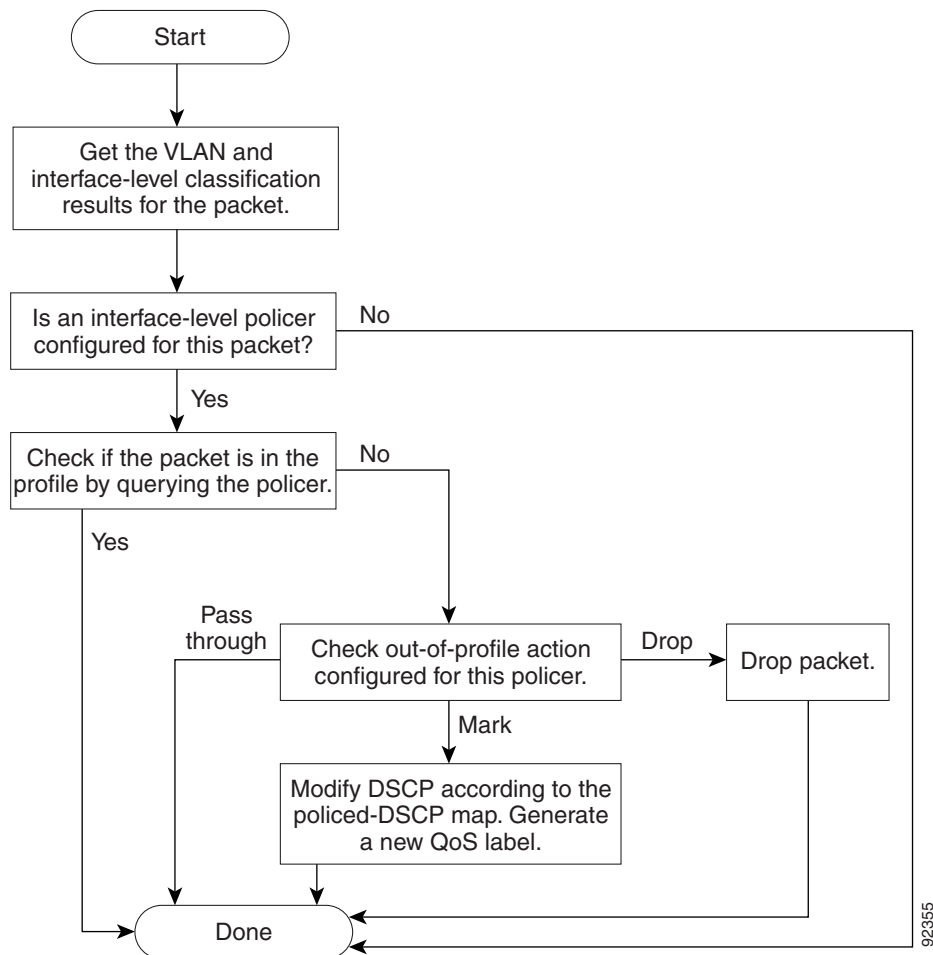 Start
Get the VLAN and
interface-level classification
results for the packet.
Is an interface-level policer
configured for this packet?
No
Yes
Check if the packet is in the
profile by querying the policer.
No
Yes
Pass
through
Check out-of-profile action
configured for this policer.
Drop
Drop packet.
Mark
Modify DSCP according to the
policed-DSCP map. Generate
a new QoS label.
Done
92355